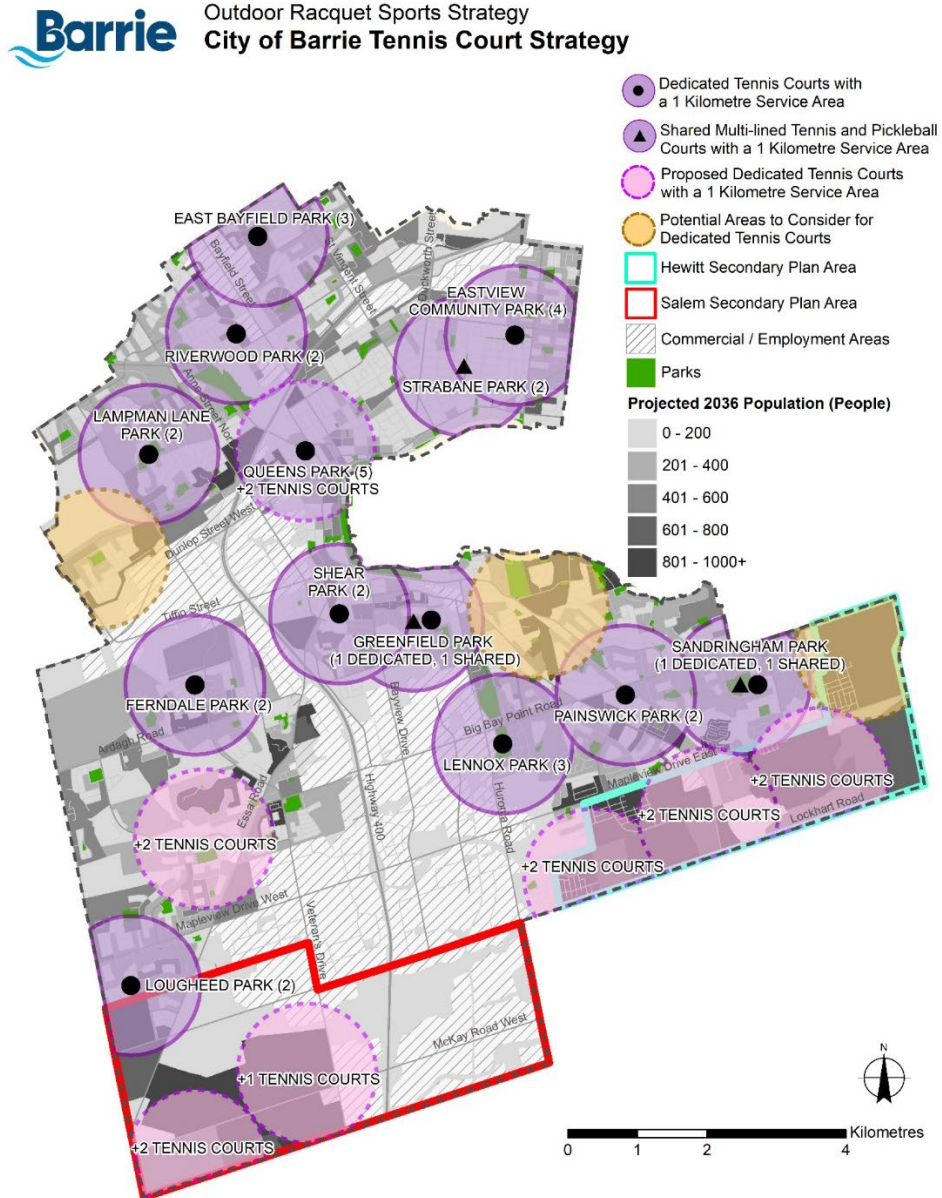 Barrie
Outdoor Racquet Sports Strategy
City of Barrie Tennis Court Strategy
Dedicated Tennis Courts with
a 1 Kilometre Service Area
Shared Multi-lined Tennis and Pickleball
Courts with a 1 Kilometre Service Area
Proposed Dedicated Tennis Courts
with a 1 Kilometre Service Area
Potential Areas to Consider for
Dedicated Tennis Courts
Hewitt Secondary Plan Area
Salem Secondary Plan Area
Commercial / Employment Areas
Parks
Projected 2036 Population (People)
0 - 200
201 - 400
401 - 600
601 - 800
801 - 1000+
EAST BAYFIELD PARK (3)
Bayfield Street
St Vincent Street
Duckworth Street
EASTVIEW
COMMUNITY PARK (4)
RIVERWOOD PARK (2)
STRABANE PARK (2)
Anne Street North
LAMPMAN LANE
PARK (2)
QUEENS PARK (5)
+2 TENNIS COURTS
Dunlop Street West
Tiffin Street
SHEAR
PARK (2)
GREENFIELD PARK
(1 DEDICATED, 1 SHARED)
SANDRINGHAM PARK
(1 DEDICATED, 1 SHARED)
FERNDALE PARK (2)
Bayview Drive
Big Bay Point Road
PAINSWICK PARK (2)
Ardagh Road
LENNOX PARK (3)
Essa Road
Highway 400
Huronia Road
Mapleview Drive East
+2 TENNIS COURTS
+2 TENNIS COURTS
Lockhart Road
+2 TENNIS COURTS
+2 TENNIS COURTS
Mapleview Drive West
Veteran's Drive
LOUGHEED PARK (2)
McKay Road West
+1 TENNIS COURTS
+2 TENNIS COURTS
N
Kilometres
0 1 2 4